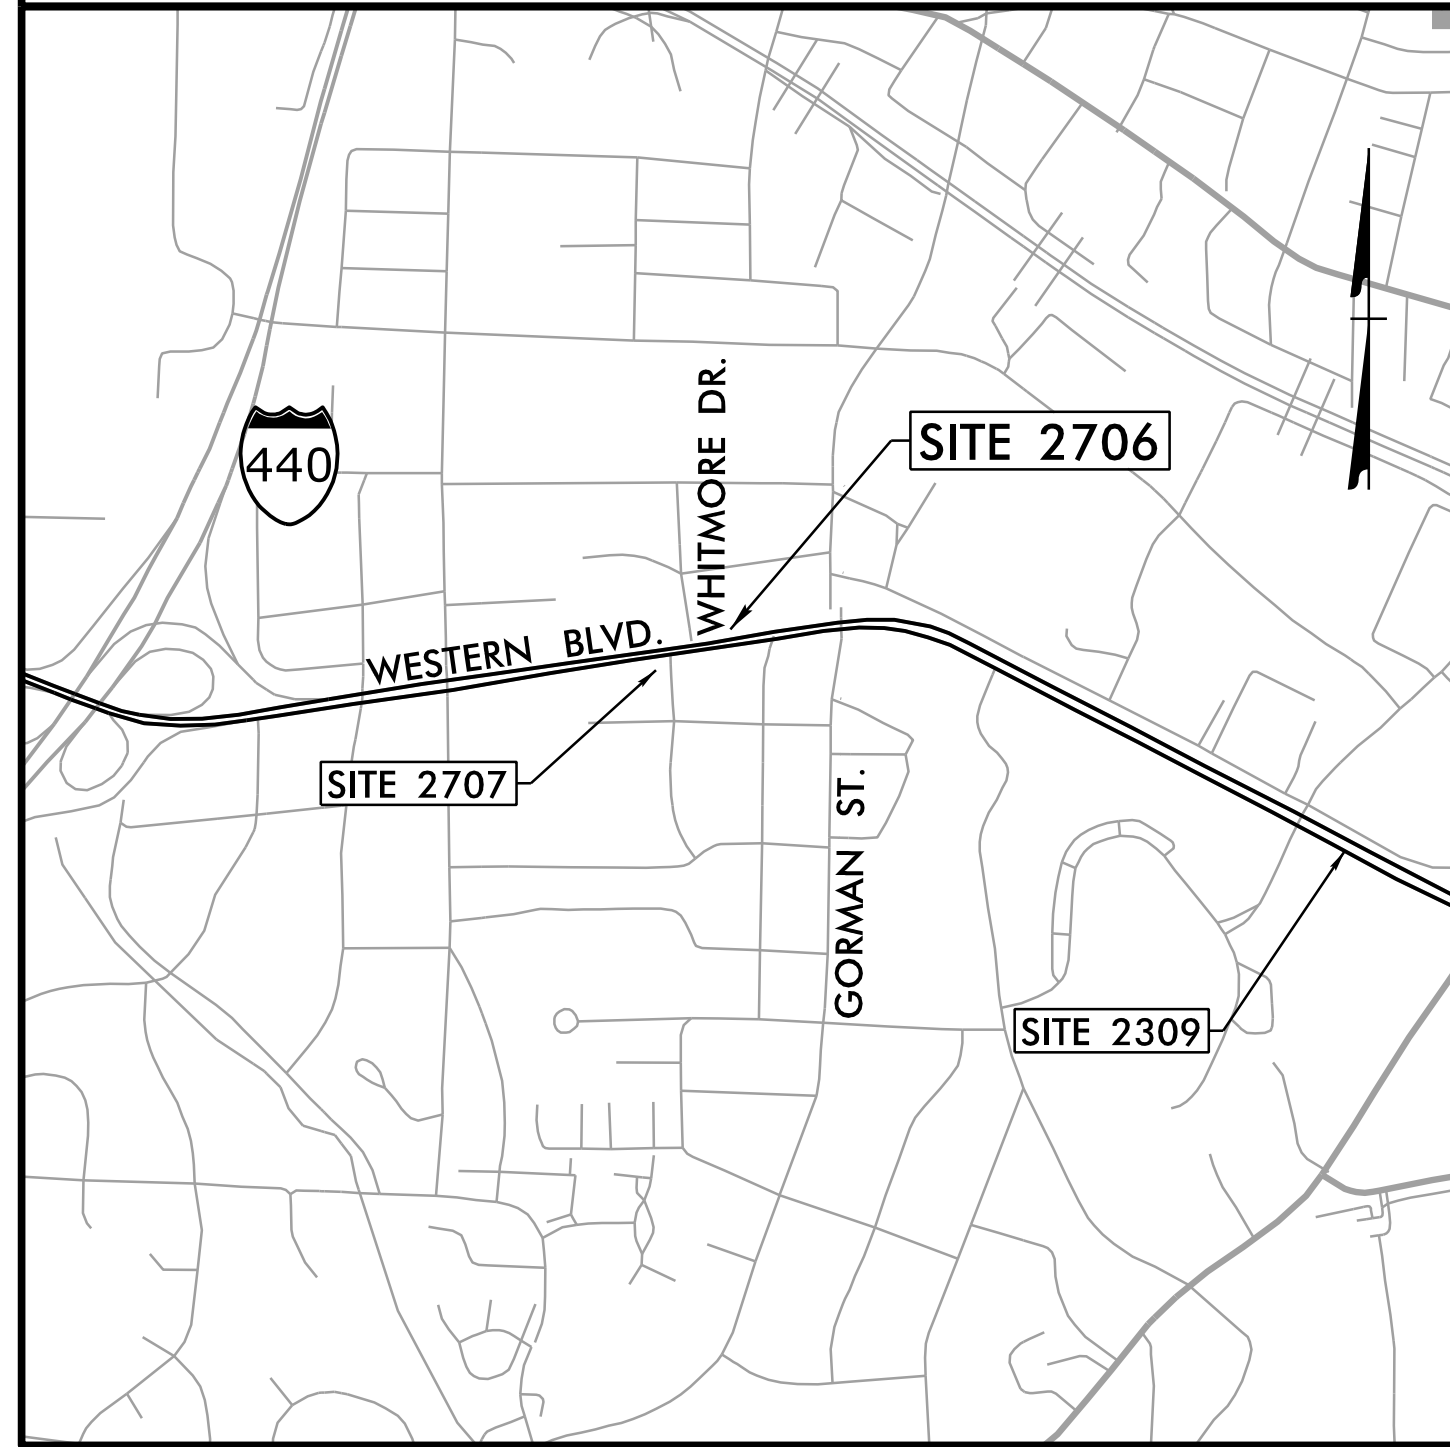 WHITMORE DR.
SITE 2706
440
WESTERN BLVD.
SITE 2707
GORMAN ST.
SITE 2309